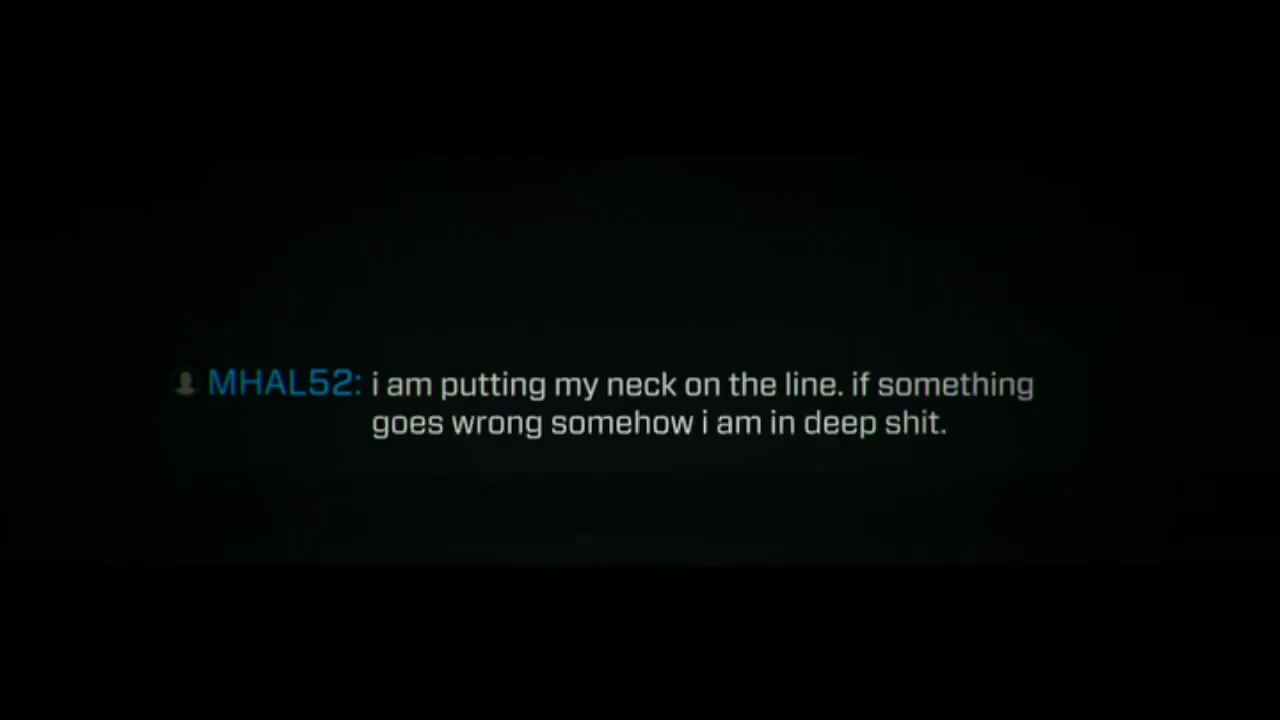 MHAL52: i am putting my neck on the line. if something
goes wrong somehow i am in deep shit.